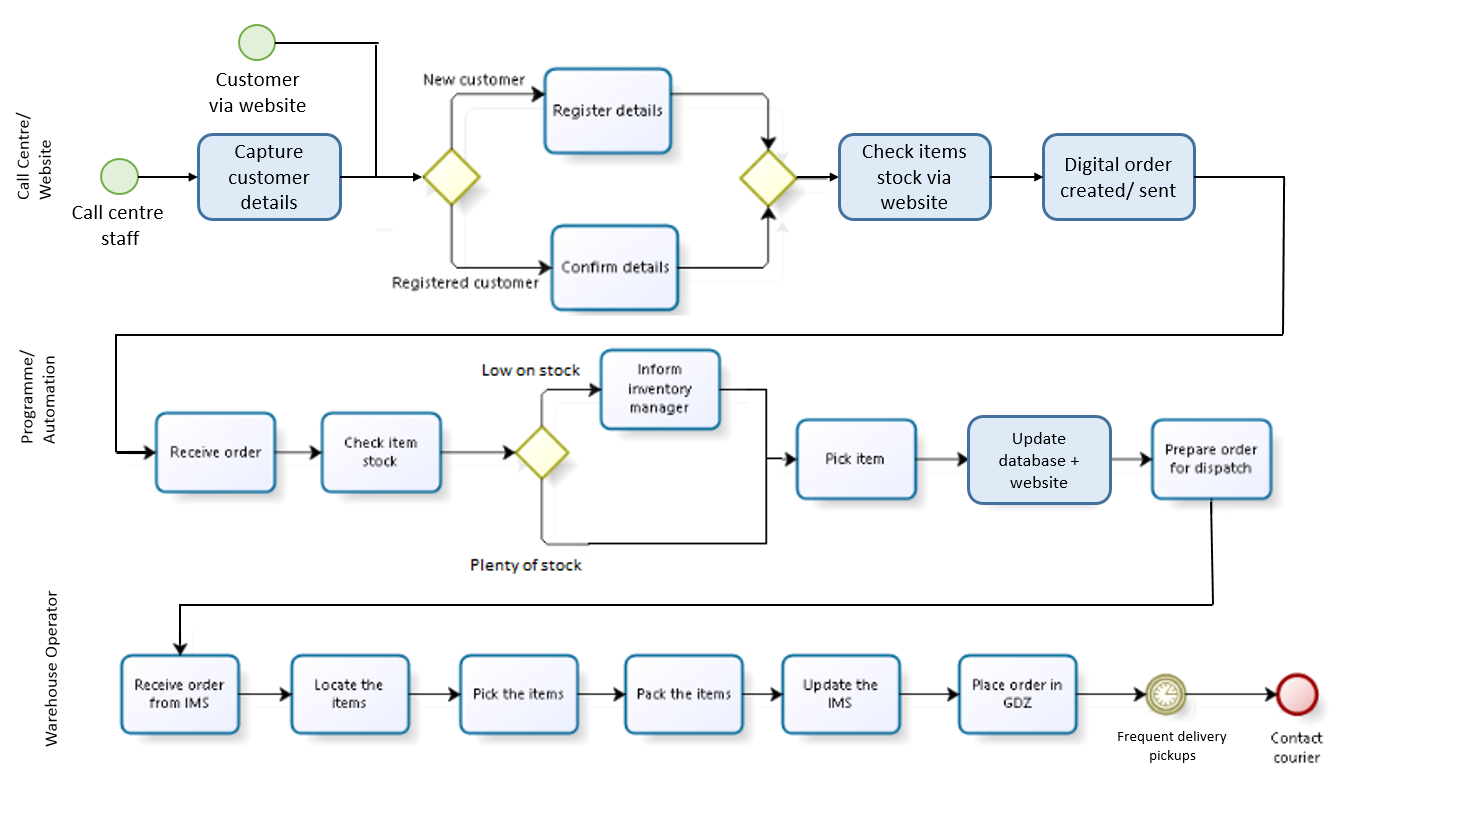 Call Centre/
Website
Customer
via website
Call centre
staff
Capture
customer
details
New customer
Registered customer
Register details
Confirm details
Check items
stock via
website
Digital order
created/ sent
Programme/
Automation
Receive order
Check item
stock
Low on stock
Plenty of stock
Inform
inventory
manager
Pick item
Update
database +
website
Prepare order
for dispatch
Warehouse Operator
Receive order
from IMS
Locate the
items
Pick the items
Pack the items
Update the
IMS
Place order in
GDZ
Frequent delivery
pickups
Contact
courier